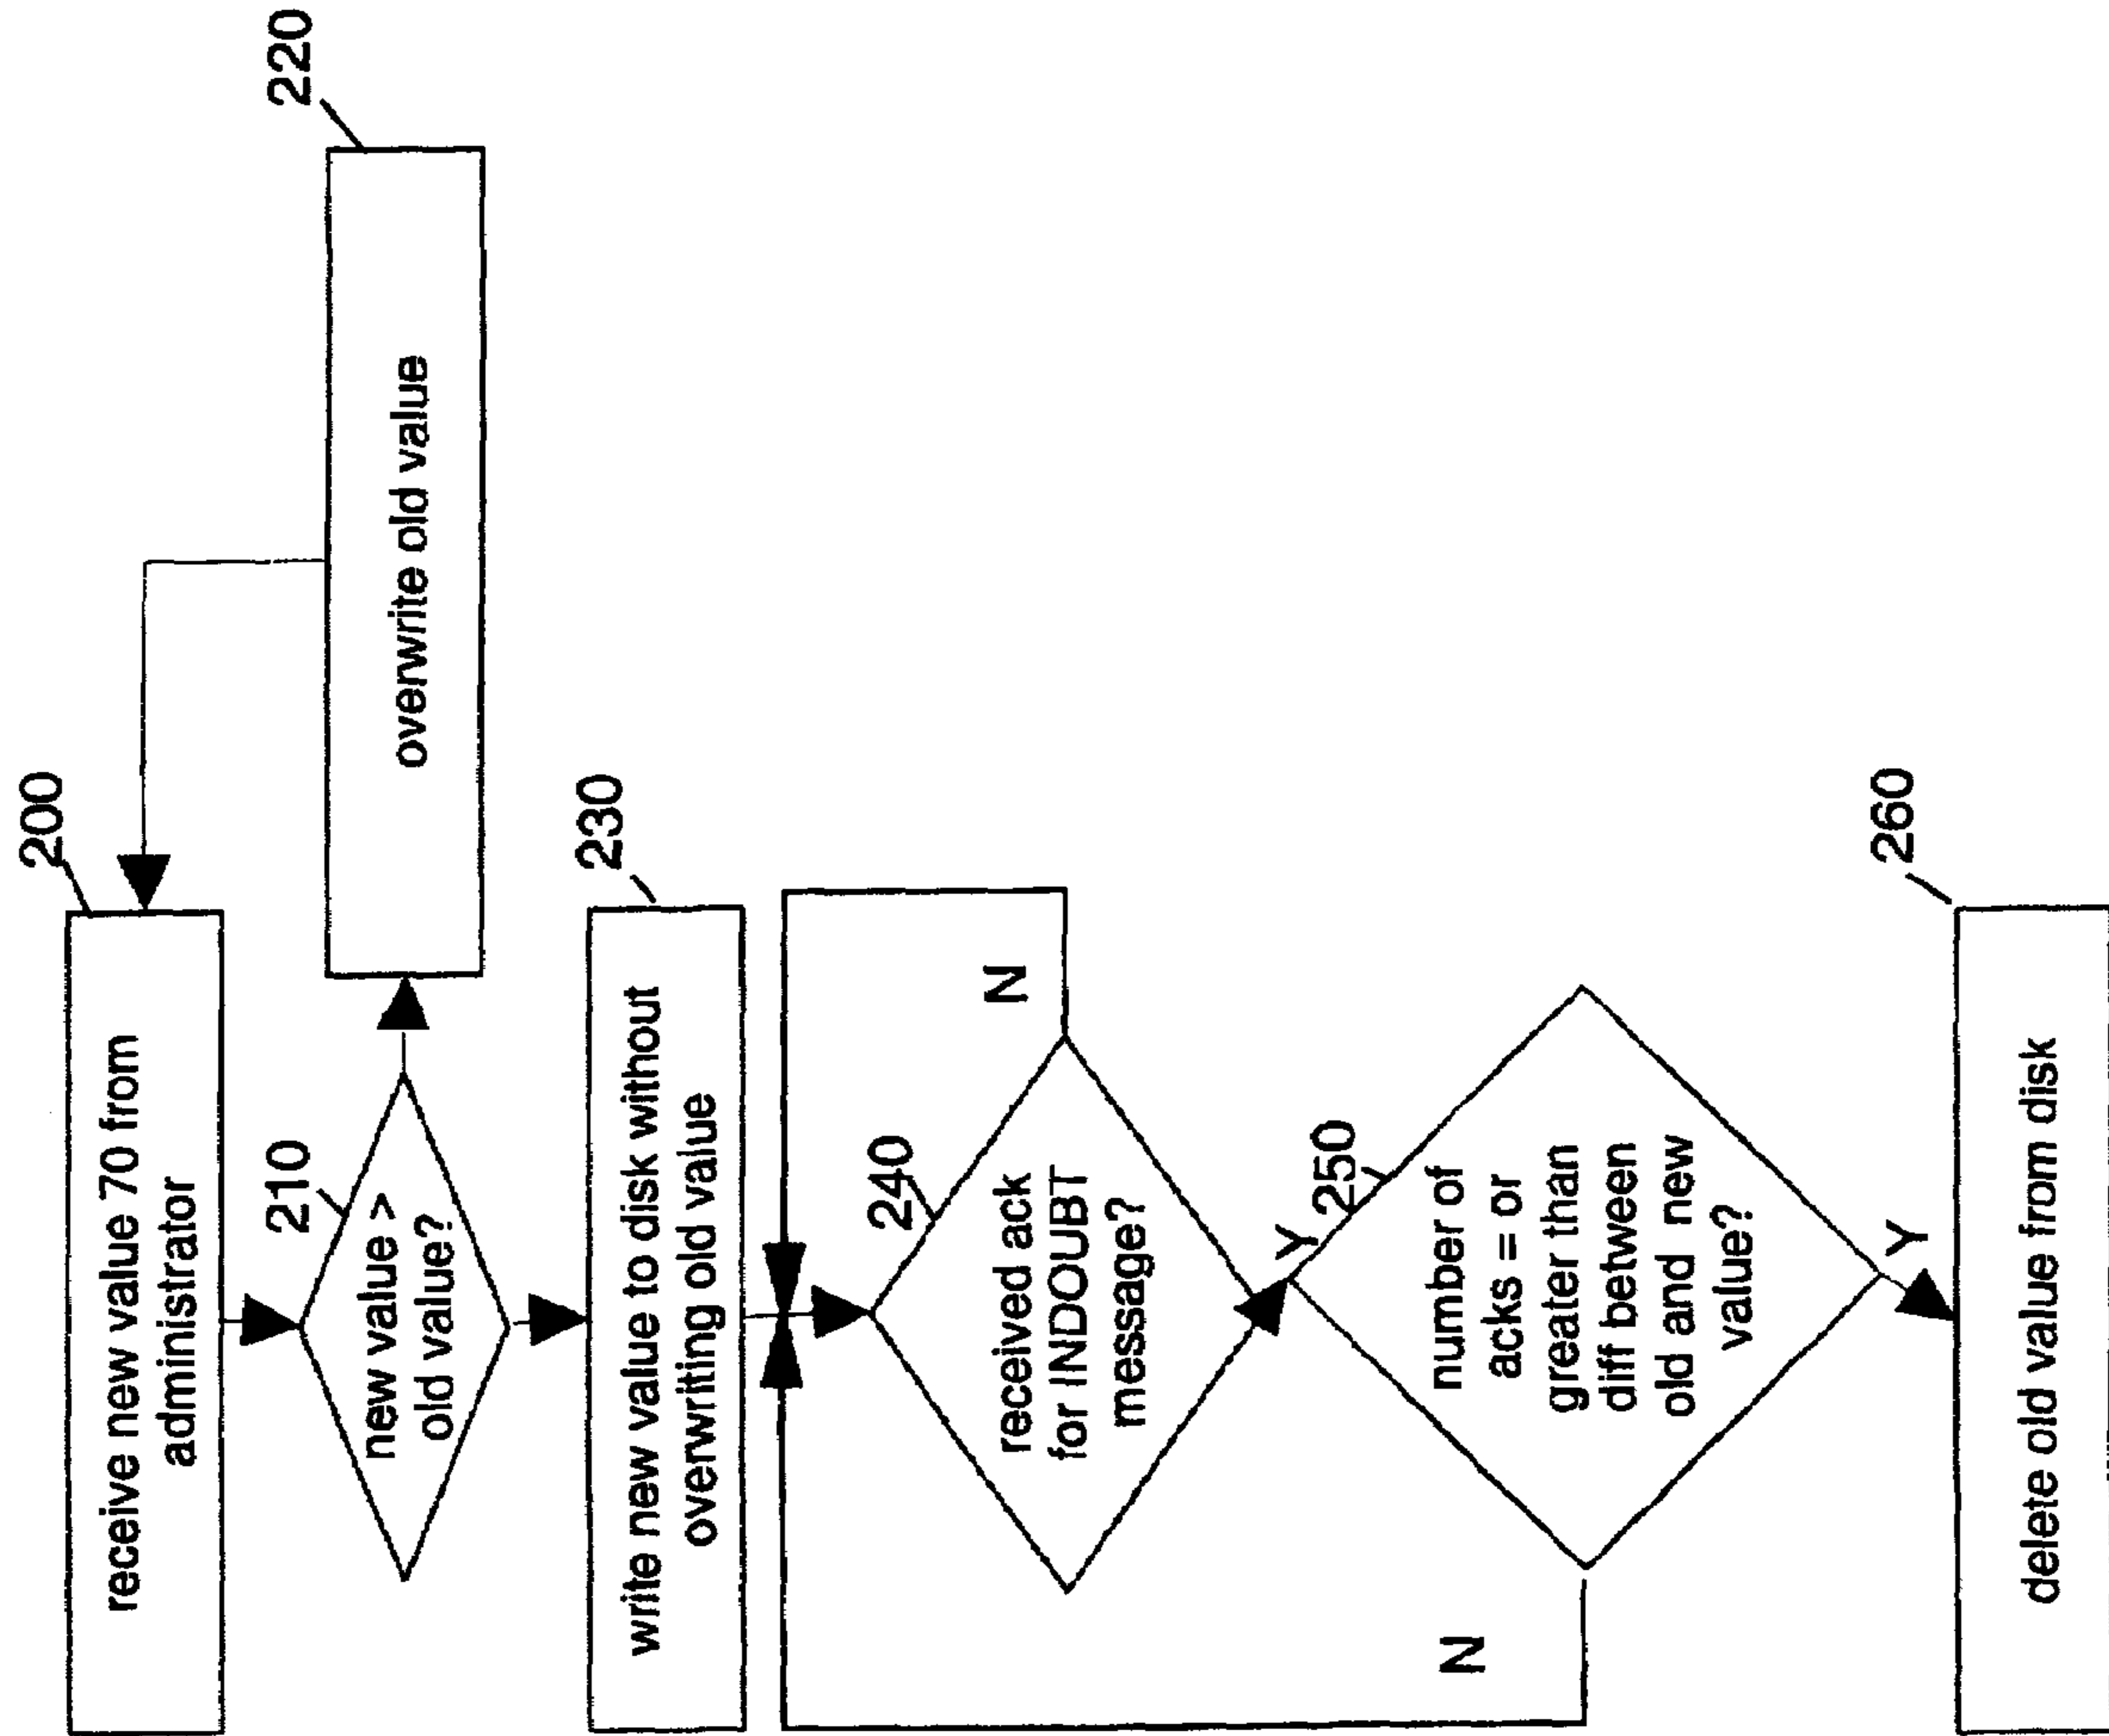 200
receive new value 70 from
administrator
210
new value >
old value?
220
overwrite old value
230
write new value to disk without
overwriting old value
240
received ack
for INDOUBT
message?
N
Y
250
number of
acks = or
greater than
diff between
old and new
value?
N
Y
260
delete old value from disk